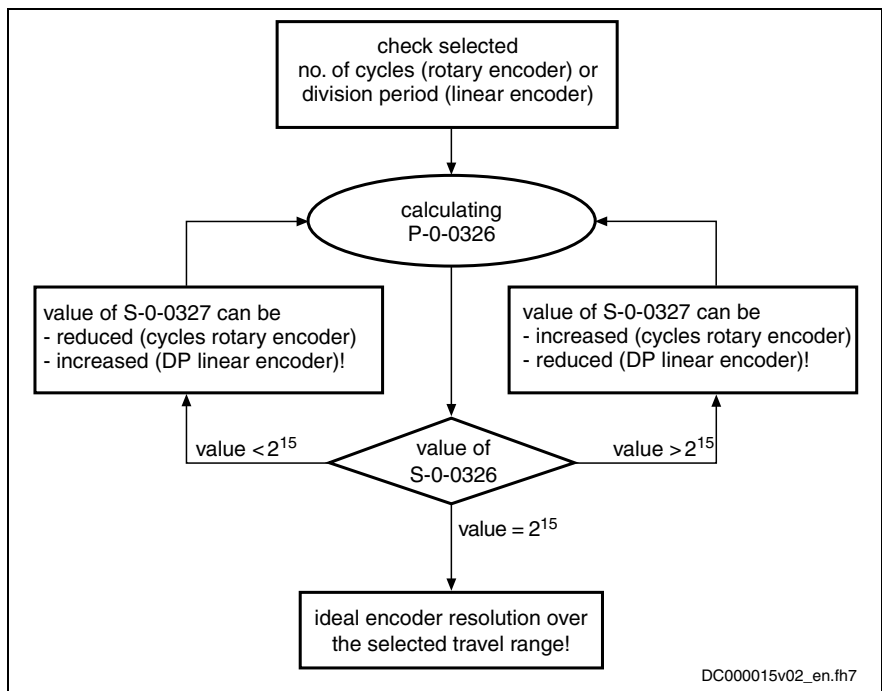 check selected
no. of cycles (rotary encoder) or
division period (linear encoder)
calculating
P-0-0326
value of S-0-0327 can be
- reduced (cycles rotary encoder)
- increased (DP linear encoder)!
value of S-0-0327 can be
- increased (cycles rotary encoder)
- reduced (DP linear encoder)!
value < 2¹⁵
value of
S-0-0326
value > 2¹⁵
value = 2¹⁵
ideal encoder resolution over
the selected travel range!
DC000015v02_en.fh7